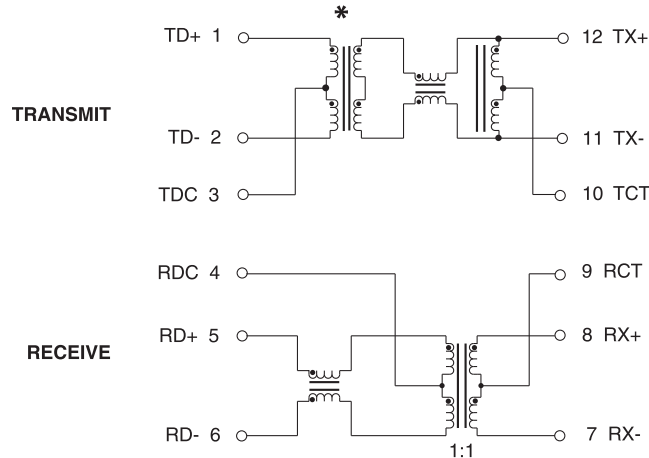 *
TD+ 1
12 TX+
TRANSMIT
TD- 2
11 TX-
TDC 3
10 TCT
RDC 4
9 RCT
RD+ 5
8 RX+
RECEIVE
RD- 6
7 RX-
1:1